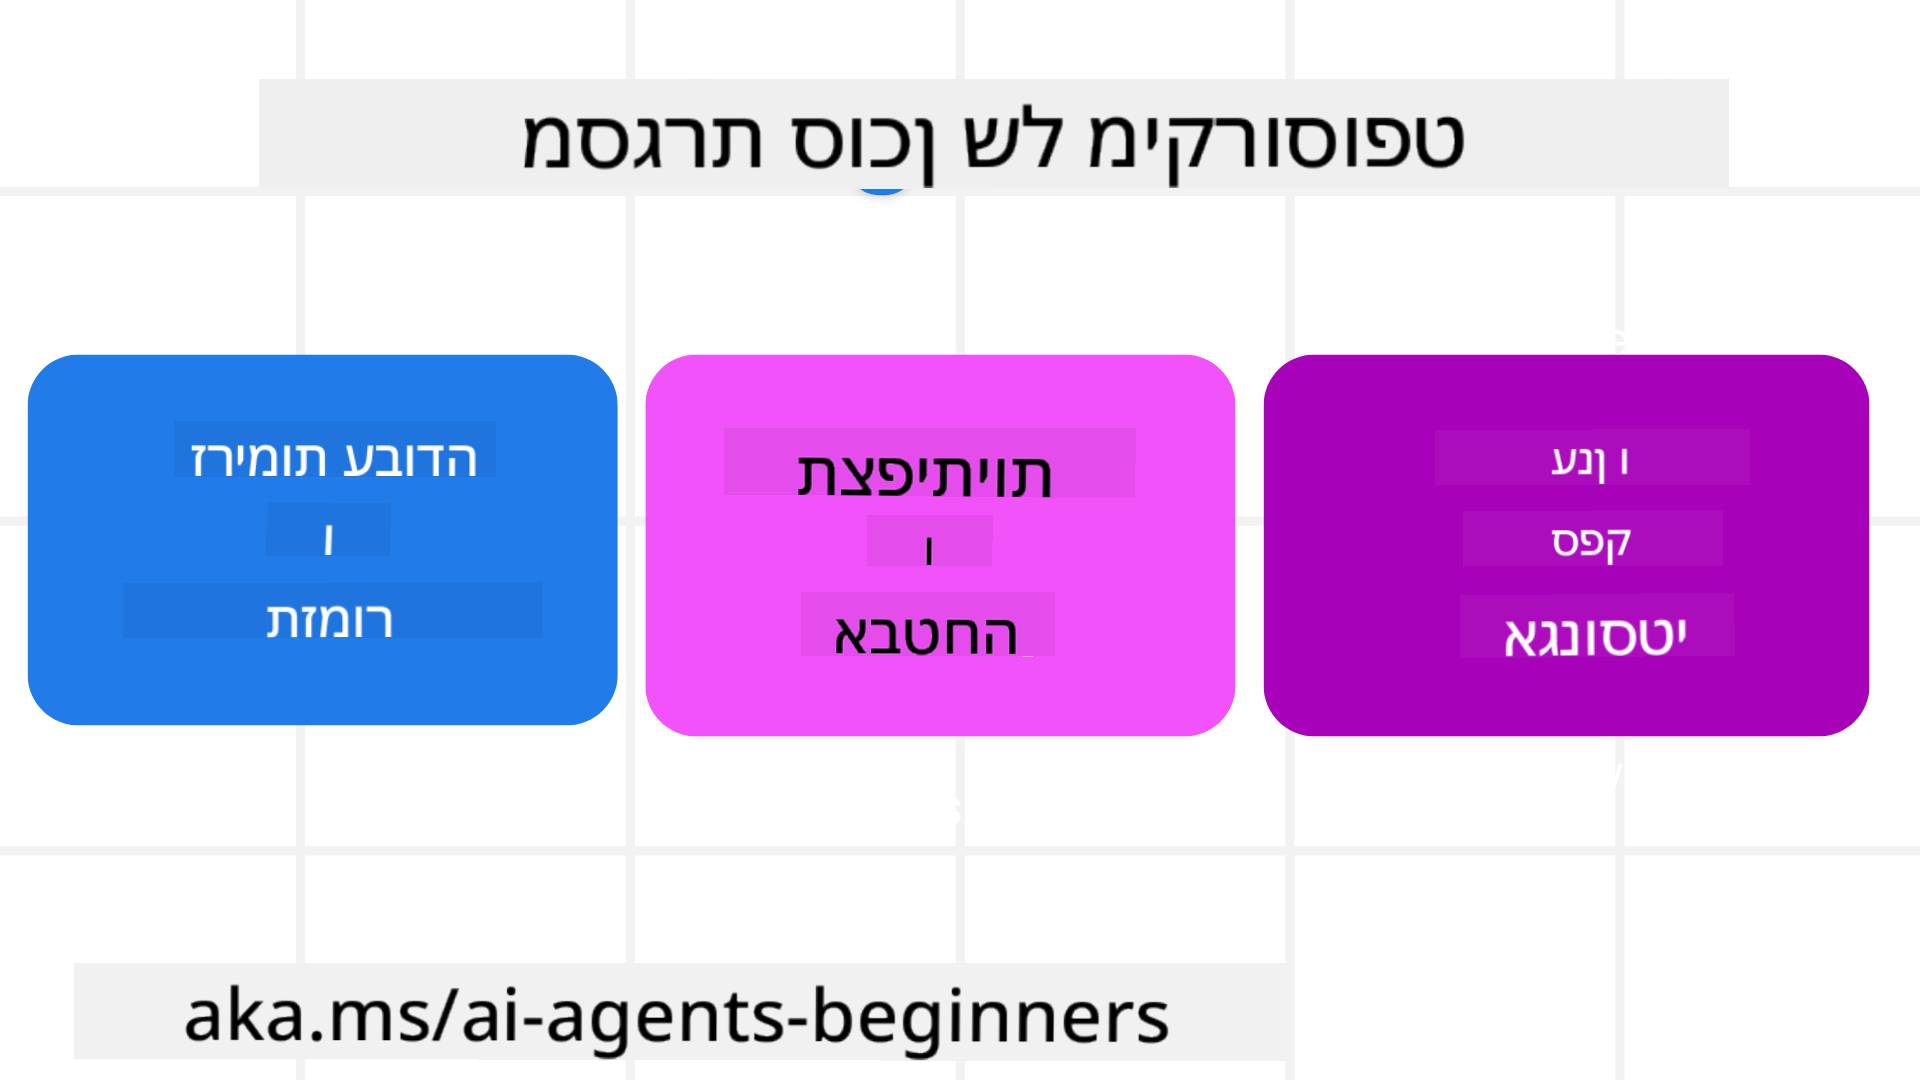 טפוסורקימ לש ןכוס תרגסמ
הדובע תומירז
ו
רומזת
תויתיפצת
ו
החטבא
ו ןנע
קפס
יטסונגא
aka.ms/ai-agents-beginners